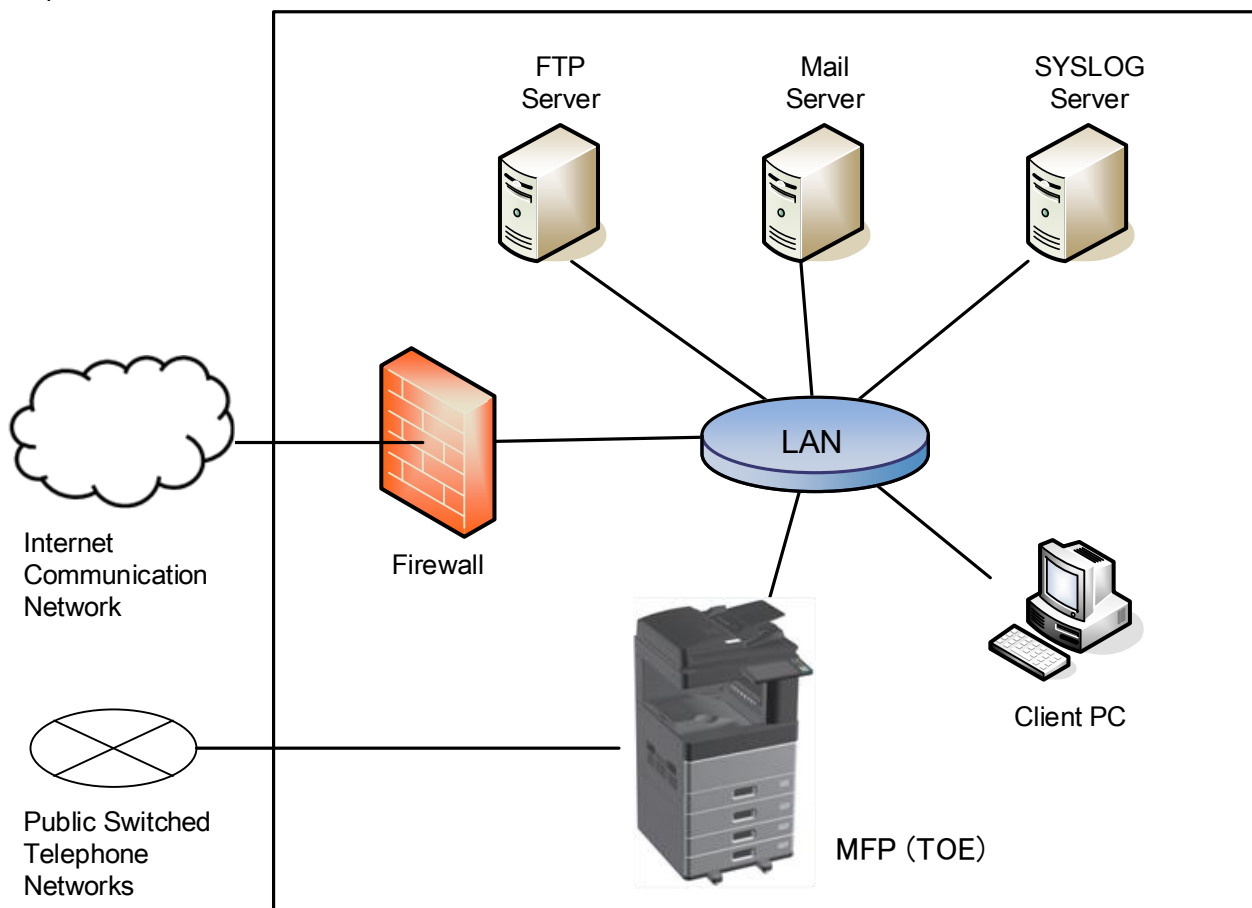 FTP
Server
Mail
Server
SYSLOG
Server
LAN
Internet
Communication
Network
Firewall
Client PC
Public Switched
Telephone
Networks
MFP（TOE）